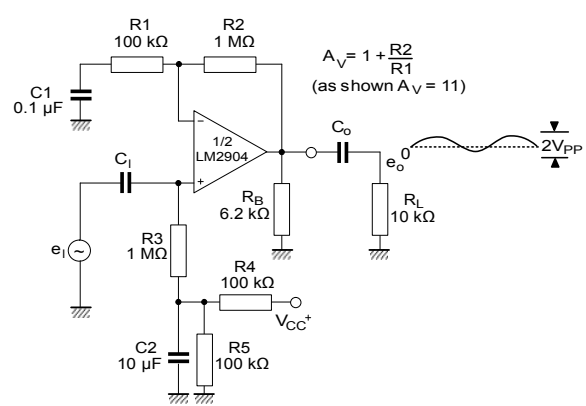 R1
100 kΩ
R2
1 MΩ
A_V = 1 + R2/R1
(as shown A_V = 11)
C1
0.1 µF
1/2
LM2904
−
+
C_I
C_o
e_o
0
2V_PP
R_B
6.2 kΩ
R_L
10 kΩ
e_I
~
R3
1 MΩ
R4
100 kΩ
V_CC+
C2
10 µF
R5
100 kΩ